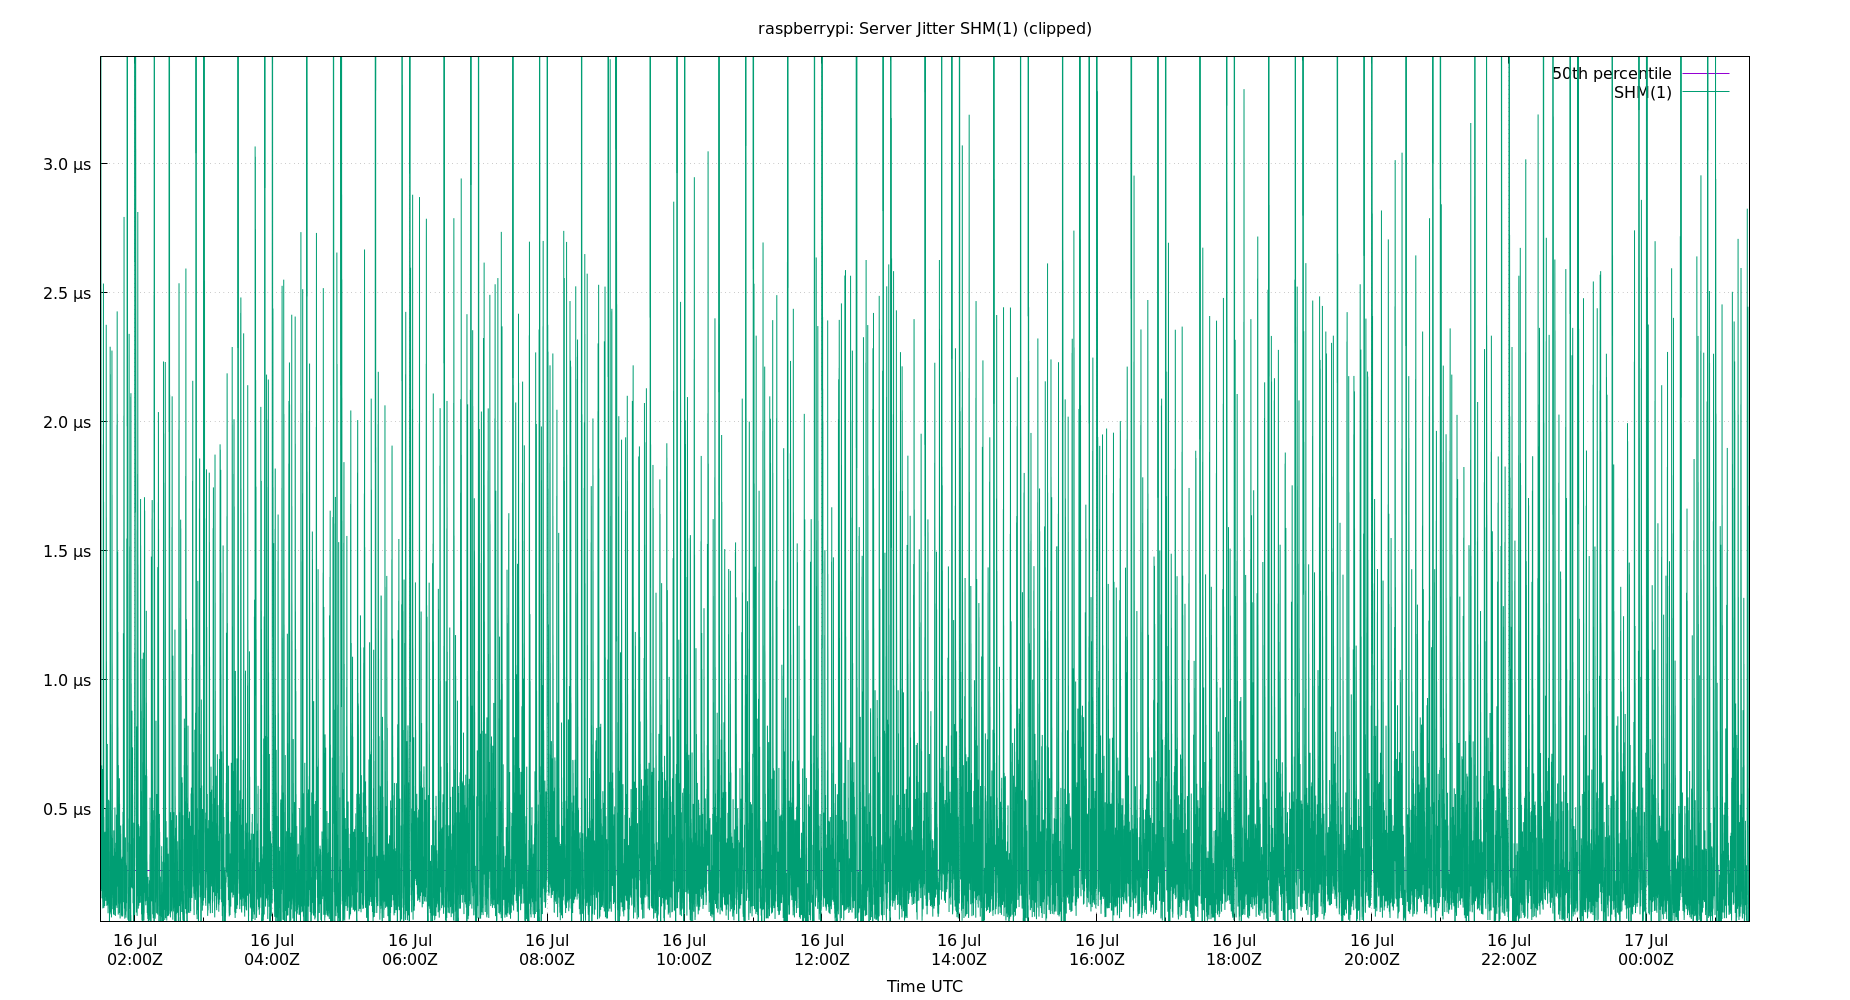 raspberrypi: Server Jitter SHM(1) (clipped)
50th percentile
SHM(1)
3.0 µs
2.5 µs
2.0 µs
1.5 µs
1.0 µs
0.5 µs
16 Jul 16 Jul 16 Jul 16 Jul 16 Jul 16 Jul 16 Jul 16 Jul 16 Jul 16 Jul 16 Jul 17 Jul
02:00Z 04:00Z 06:00Z 08:00Z 10:00Z 12:00Z 14:00Z 16:00Z 18:00Z 20:00Z 22:00Z 00:00Z
Time UTC